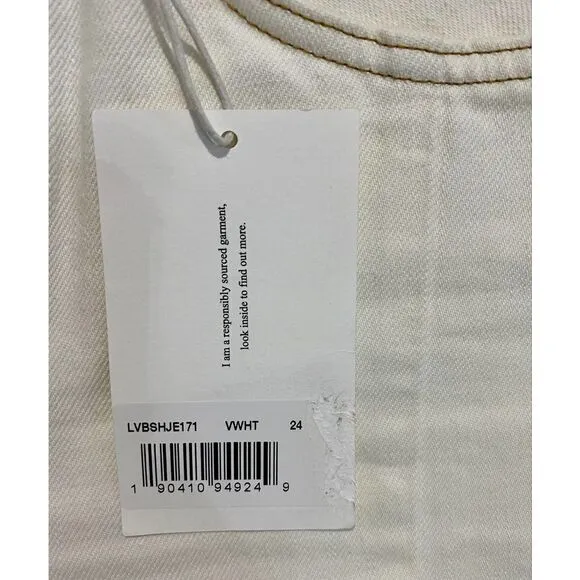 I am a responsibly sourced garment,
look inside to find out more.
LVBSHJE171 VWHT 24
1 90410 94924 9